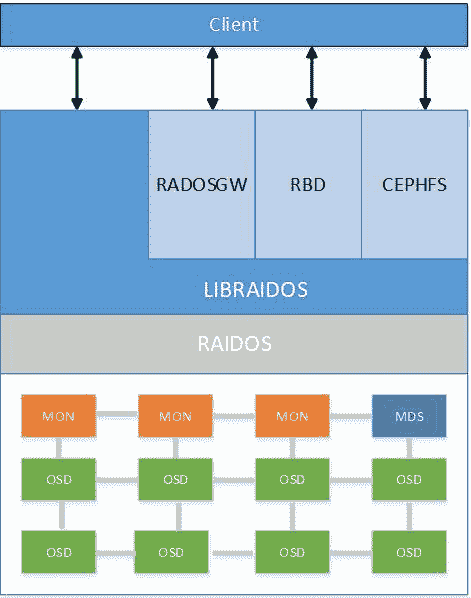 Client
RADOSGW RBD CEPHFS
LIBRAIDOS
RAIDOS
MON MON MON MDS
OSD OSD OSD OSD
OSD OSD OSD OSD